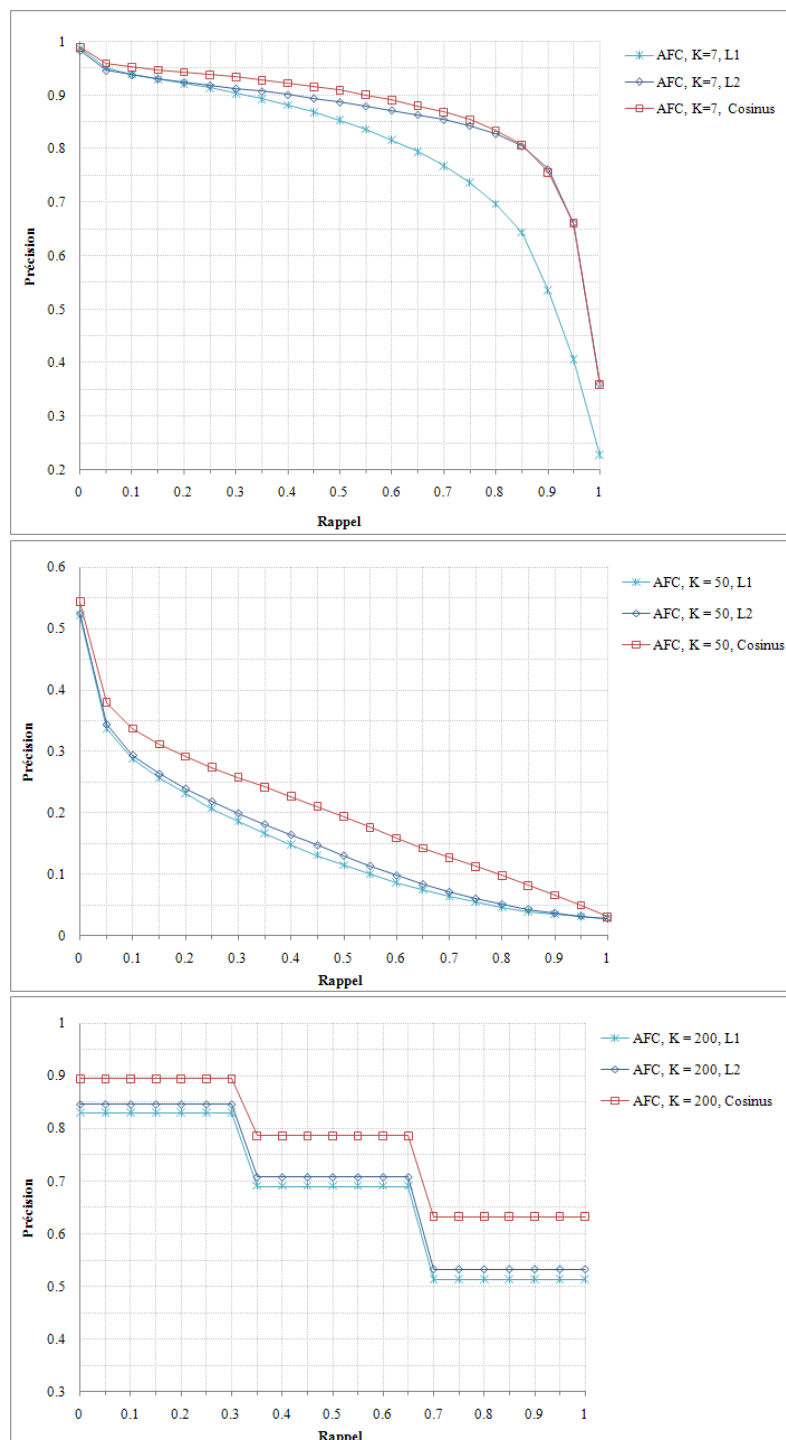 1
0.9
0.8
0.7
0.6
0.5
0.4
0.3
0.2
Précision
0 0.1 0.2 0.3 0.4 0.5 0.6 0.7 0.8 0.9 1
Rappel
AFC, K=7, L1
AFC, K=7, L2
AFC, K=7, Cosinus
0.6
0.5
0.4
0.3
0.2
0.1
0
Précision
0 0.1 0.2 0.3 0.4 0.5 0.6 0.7 0.8 0.9 1
Rappel
AFC, K = 50, L1
AFC, K = 50, L2
AFC, K = 50, Cosinus
1
0.9
0.8
0.7
0.6
0.5
0.4
0.3
Précision
0 0.1 0.2 0.3 0.4 0.5 0.6 0.7 0.8 0.9 1
Rappel
AFC, K = 200, L1
AFC, K = 200, L2
AFC, K = 200, Cosinus